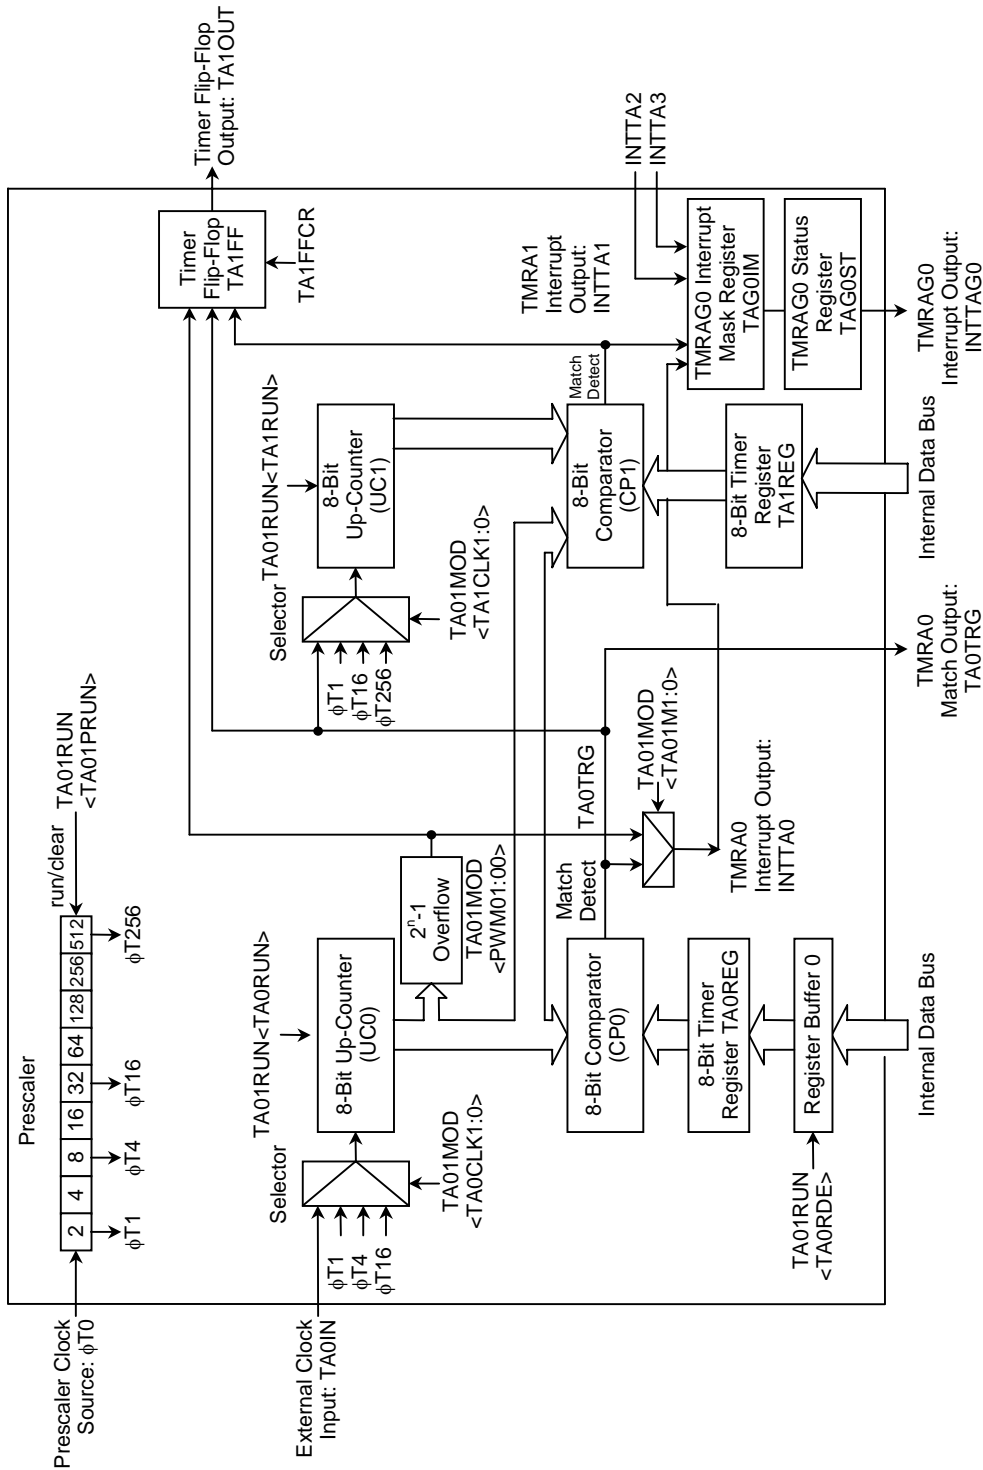 Prescaler
Prescaler Clock
Source: ϕT0
2 4 8 16 32 64 128 256 512
run/clear
TA01RUN
<TA01PRUN>
ϕT1
ϕT4
ϕT16
ϕT256
External Clock
Input: TA0IN
ϕT1
ϕT4
ϕT16
Selector
TA01MOD
<TA0CLK1:0>
TA01RUN<TA0RUN>
8-Bit Up-Counter
(UC0)
2ⁿ-1
Overflow
TA01MOD
<PWM01:00>
Selector
ϕT1
ϕT16
ϕT256
TA01MOD
<TA1CLK1:0>
TA01RUN<TA1RUN>
8-Bit
Up-Counter
(UC1)
Timer
Flip-Flop
TA1FF
TA1FFCR
Timer Flip-Flop
Output: TA1OUT
8-Bit Comparator
(CP0)
Match
Detect
TA0TRG
TA01MOD
<TA01M1:0>
TMRA0
Interrupt Output:
INTTA0
8-Bit
Comparator
(CP1)
Match
Detect
TMRA1
Interrupt
Output:
INTTA1
INTTA2
INTTA3
8-Bit Timer
Register TA0REG
Register Buffer 0
TA01RUN
<TA0RDE>
8-Bit Timer
Register
TA1REG
TMRAG0 Interrupt
Mask Register
TAG0IM
TMRAG0 Status
Register
TAG0ST
Internal Data Bus
TMRA0
Match Output:
TA0TRG
Internal Data Bus
TMRAG0
Interrupt Output:
INTTAG0